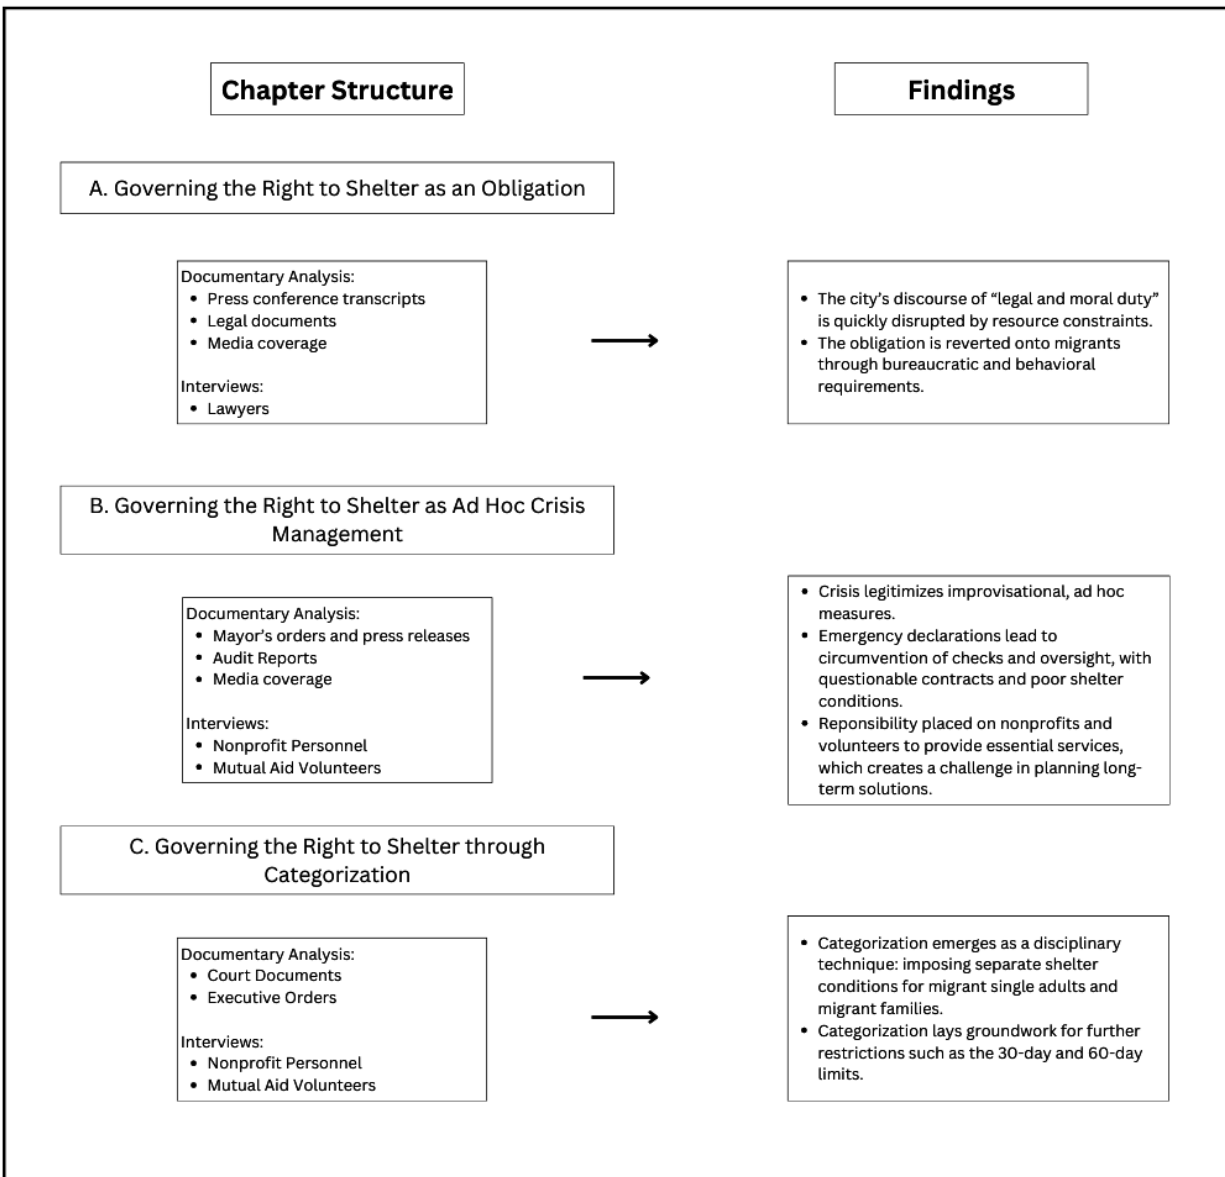 Chapter Structure
Findings
A. Governing the Right to Shelter as an Obligation
Documentary Analysis:
• Press conference transcripts
• Legal documents
• Media coverage
Interviews:
• Lawyers
• The city's discourse of “legal and moral duty”
is quickly disrupted by resource constraints.
• The obligation is reverted onto migrants
through bureaucratic and behavioral
requirements.
B. Governing the Right to Shelter as Ad Hoc Crisis
Management
Documentary Analysis:
• Mayor's orders and press releases
• Audit Reports
• Media coverage
Interviews:
• Nonprofit Personnel
• Mutual Aid Volunteers
• Crisis legitimizes improvisational, ad hoc
measures.
• Emergency declarations lead to
circumvention of checks and oversight, with
questionable contracts and poor shelter
conditions.
• Reponsibility placed on nonprofits and
volunteers to provide essential services,
which creates a challenge in planning long-
term solutions.
C. Governing the Right to Shelter through
Categorization
Documentary Analysis:
• Court Documents
• Executive Orders
Interviews:
• Nonprofit Personnel
• Mutual Aid Volunteers
• Categorization emerges as a disciplinary
technique: imposing separate shelter
conditions for migrant single adults and
migrant families.
• Categorization lays groundwork for further
restrictions such as the 30-day and 60-day
limits.